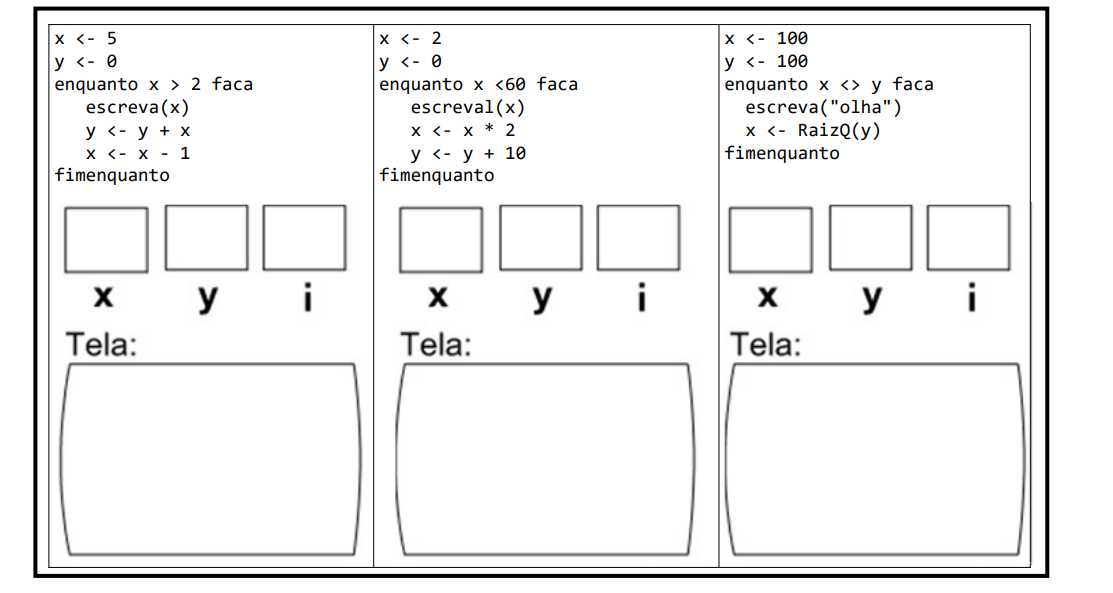 x <- 5
y <- 0
enquanto x > 2 faca
   escreva(x)
   y <- y + x
   x <- x - 1
fimenquanto
x y i
Tela:
x <- 2
y <- 0
enquanto x <60 faca
   escreval(x)
   x <- x * 2
   y <- y + 10
fimenquanto
x y i
Tela:
x <- 100
y <- 100
enquanto x <> y faca
  escreva("olha")
  x <- RaizQ(y)
fimenquanto
x y i
Tela: